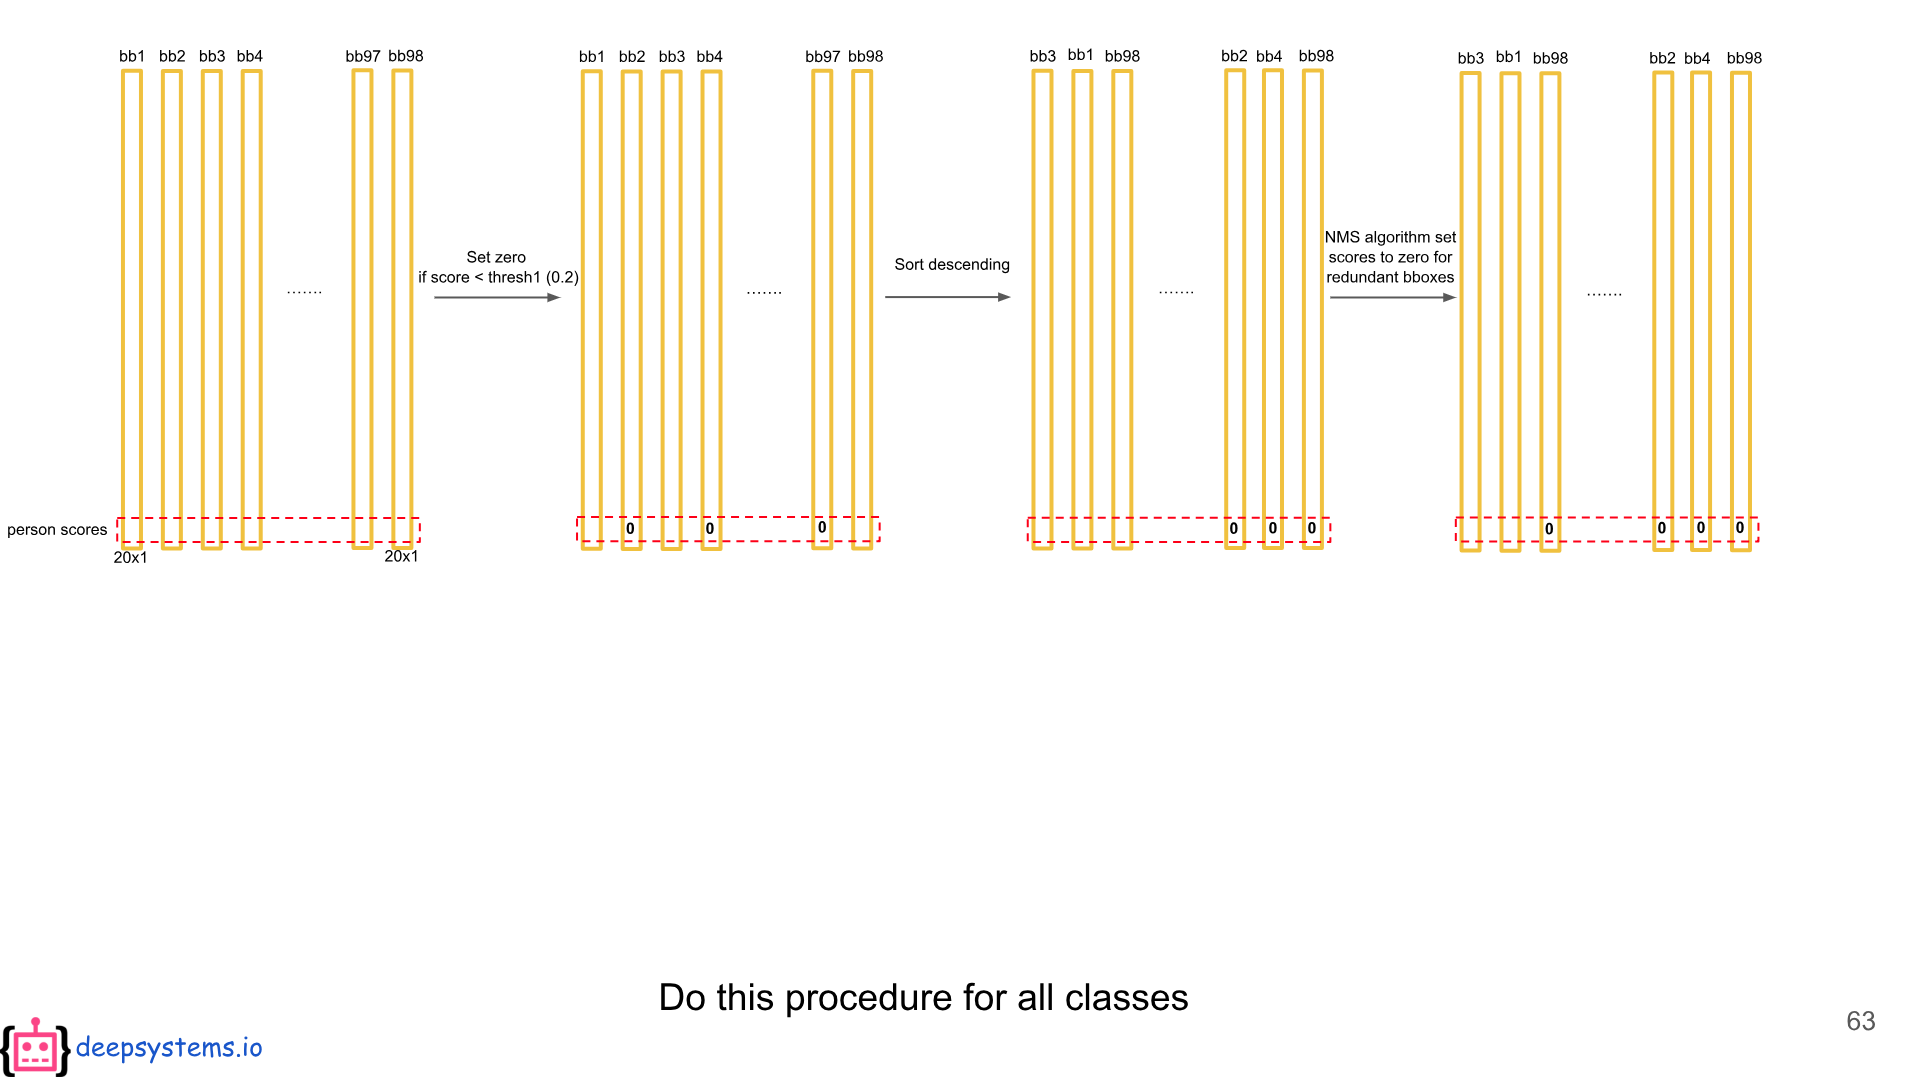 bb1 bb2 bb3 bb4 bb97 bb98
bb1 bb2 bb3 bb4 bb97 bb98
bb3 bb1 bb98 bb2 bb4 bb98
bb3 bb1 bb98 bb2 bb4 bb98
.......
Set zero
if score < thresh1 (0.2)
.......
Sort descending
.......
NMS algorithm set
scores to zero for
redundant bboxes
.......
person scores
0 0 0
0 0 0
0 0 0 0
20x1 20x1
Do this procedure for all classes
deepsystems.io
63